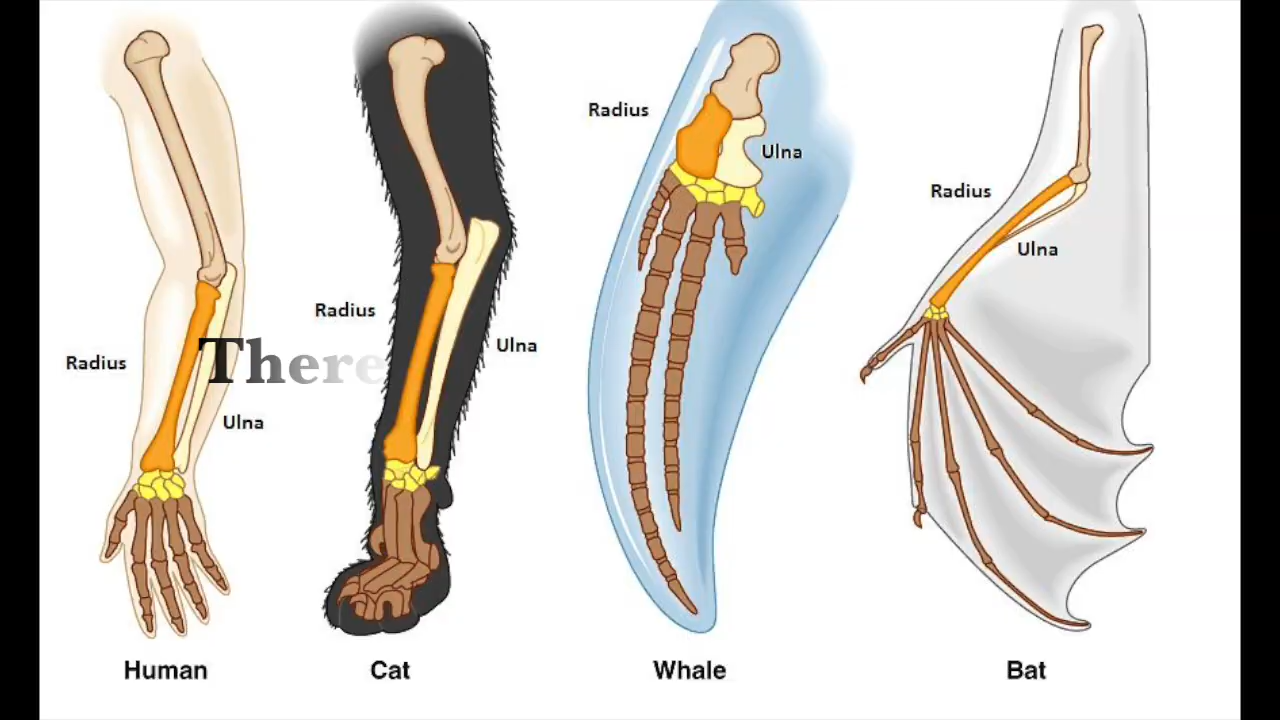 Radius
Ulna
Radius
Ulna
Radius
Ulna
Radius
Ulna
There
Human
Cat
Whale
Bat